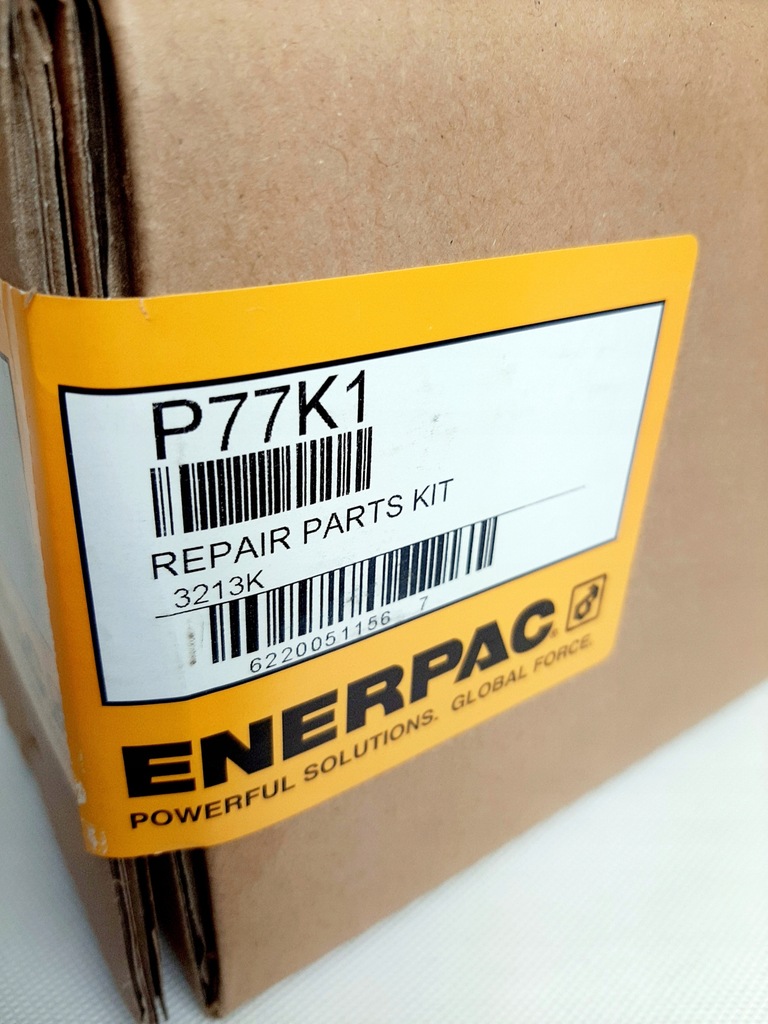 P77K1
REPAIR PARTS KIT
3213K
6220051156 7
ENERPAC®
POWERFUL SOLUTIONS. GLOBAL FORCE.